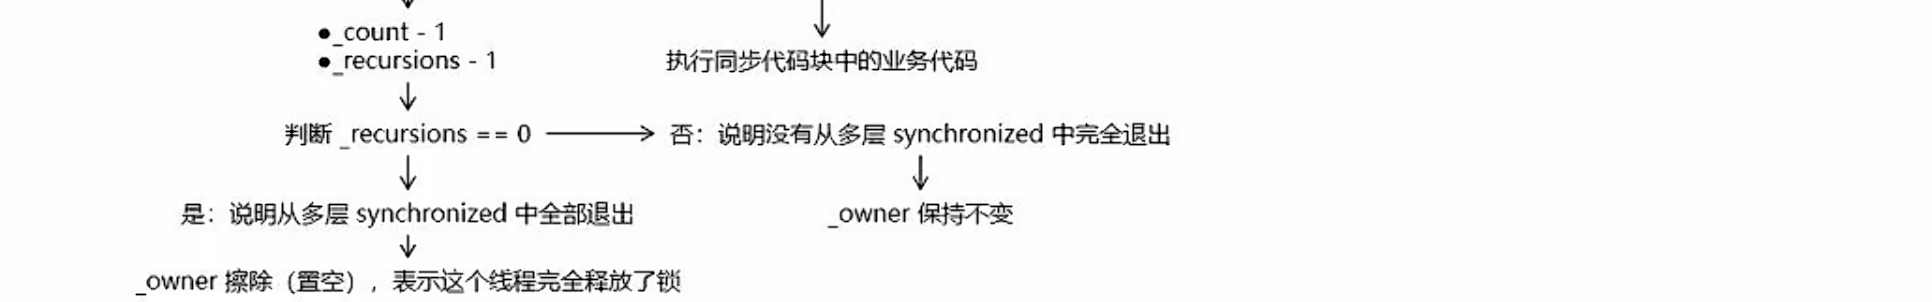 ●_count - 1
●_recursions - 1
执行同步代码块中的业务代码
判断 _recursions == 0
否：说明没有从多层 synchronized 中完全退出
是：说明从多层 synchronized 中全部退出
_owner 保持不变
_owner 擦除（置空），表示这个线程完全释放了锁